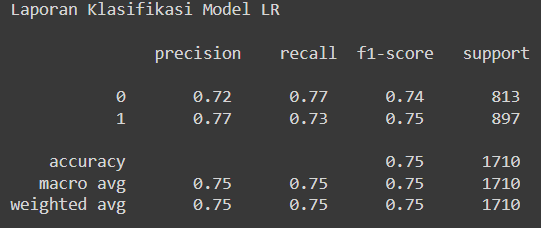 Laporan Klasifikasi Model LR
precision recall f1-score support
0 0.72 0.77 0.74 813
1 0.77 0.73 0.75 897
accuracy 0.75 1710
macro avg 0.75 0.75 0.75 1710
weighted avg 0.75 0.75 0.75 1710